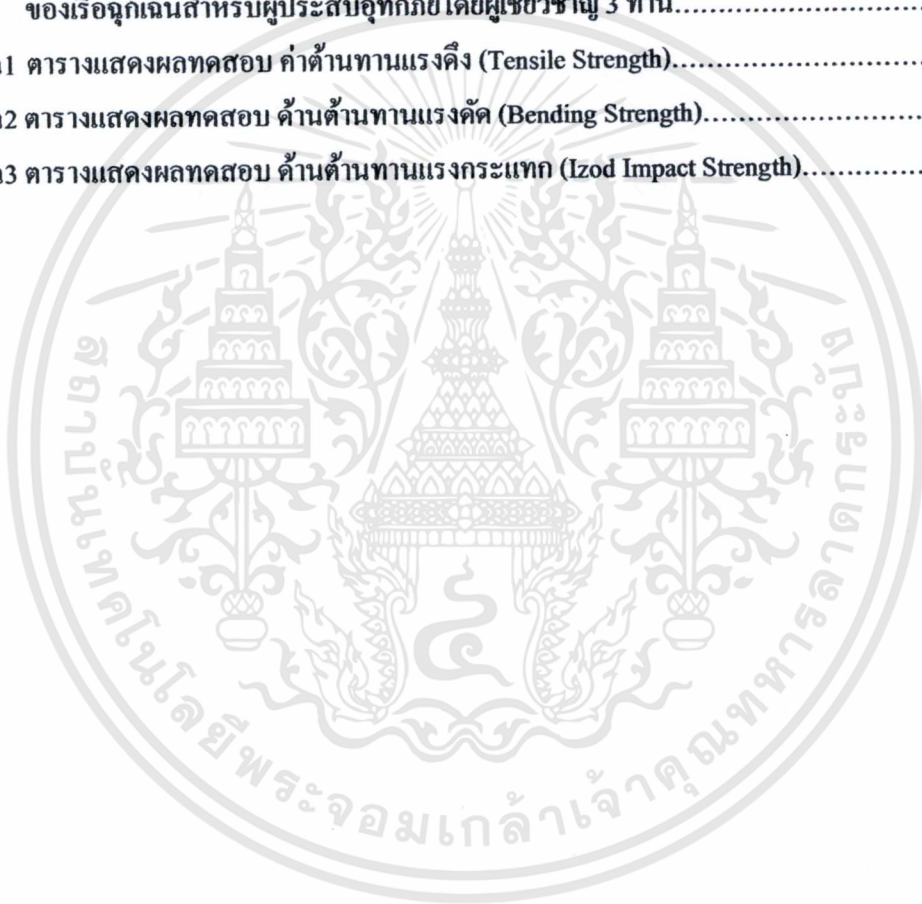 ของเรือฉุกเฉินสำหรับผู้ประสบอุทกภัย โดยผู้เชี่ยวชาญ 3 ท่าน
1 ตารางแสดงผลทดสอบ ค่าต้านทานแรงดึง (Tensile Strength)
2 ตารางแสดงผลทดสอบ ด้านต้านทานแรงดัด (Bending Strength)
3 ตารางแสดงผลทดสอบ ด้านต้านทานแรงกระแทก (Izod Impact Strength)
สถาบันเทคโนโลยีพระจอมเกล้าเจ้าคุณทหารลาดกระบัง